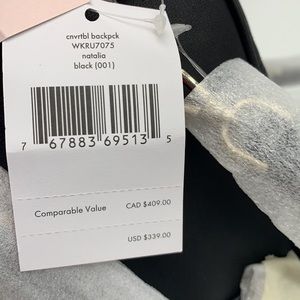 cnvrtbl backpck
WKRU7075
natalia
black (001)
7 67883 69513 5
Comparable Value CAD $409.00
USD $339.00